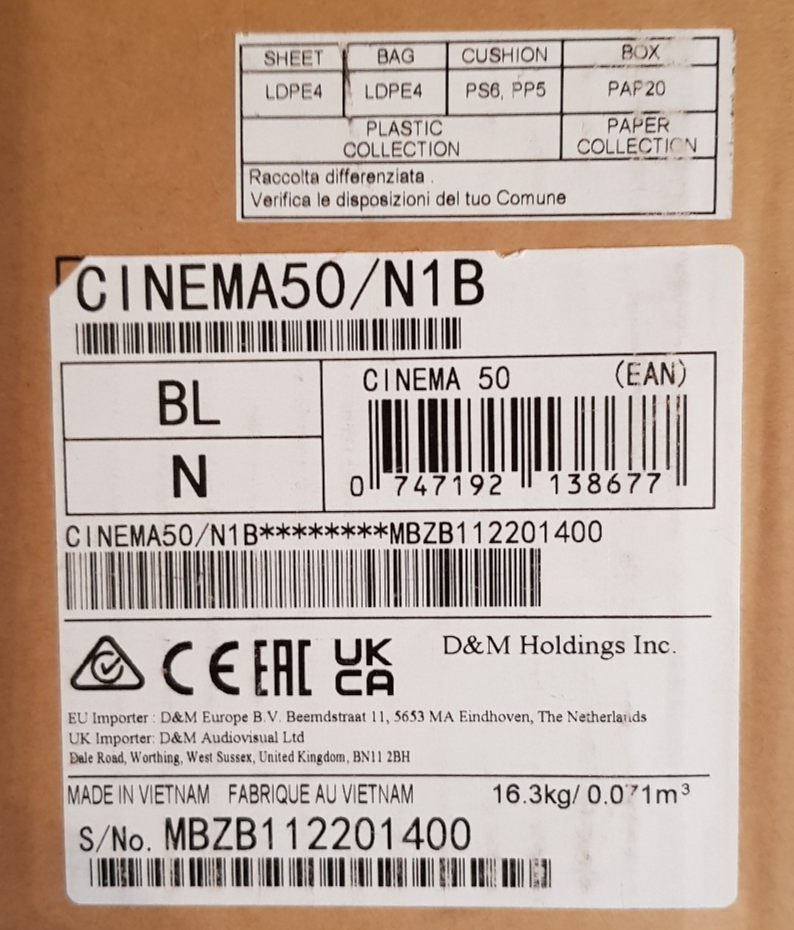 SHEET BAG CUSHION BOX
LDPE4 LDPE4 PS6, PP5 PAP20
PLASTIC COLLECTION PAPER COLLECTION
Raccolta differenziata .
Verifica le disposizioni del tuo Comune
CINEMA50/N1B
BL
N
CINEMA 50 (EAN)
0 747192 138677
CINEMA50/N1B********MBZB112201400
CE EAC UK CA
D&M Holdings Inc.
EU Importer : D&M Europe B.V. Beemdstraat 11, 5653 MA Eindhoven, The Netherlands
UK Importer: D&M Audiovisual Ltd
Dale Road, Worthing, West Sussex, United Kingdom, BN11 2BH
MADE IN VIETNAM FABRIQUE AU VIETNAM 16.3kg/ 0.071m³
S/No. MBZB112201400